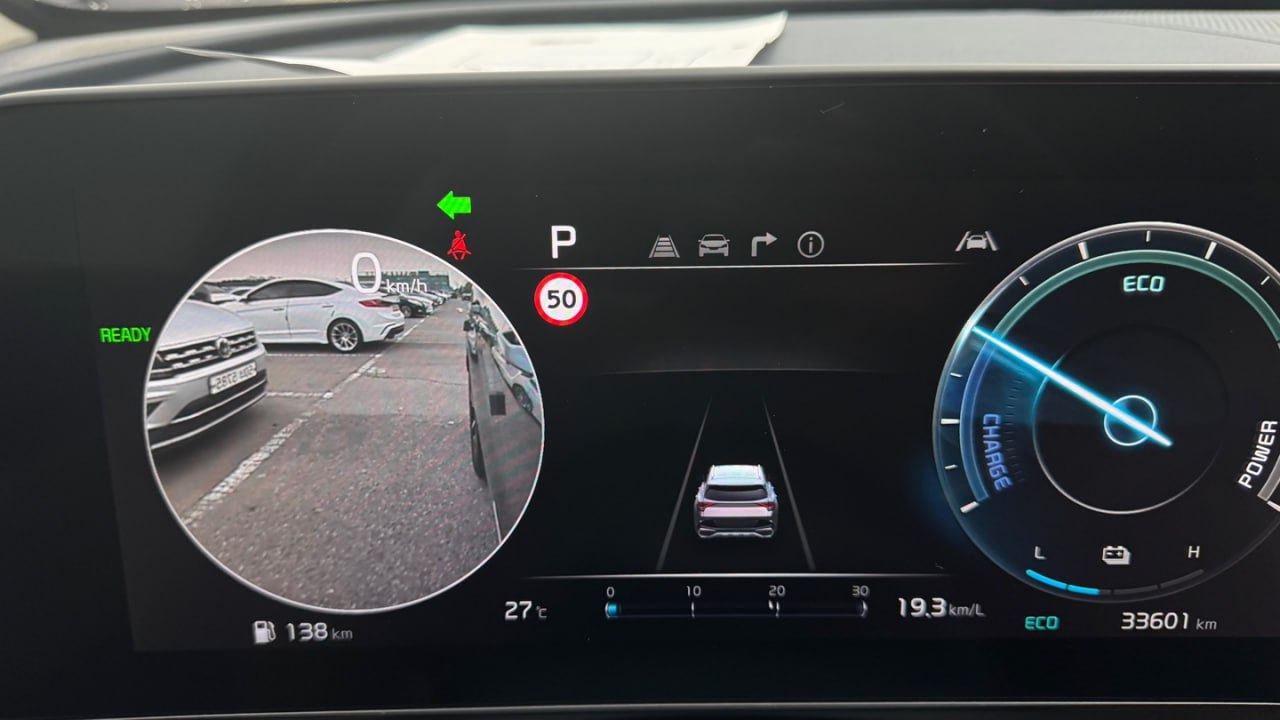 P
0 km/h
ECO
50
READY
CHARGE
POWER
L H
0 10 20 30
27°C
19.3 km/L
138 km
ECO
33601 km